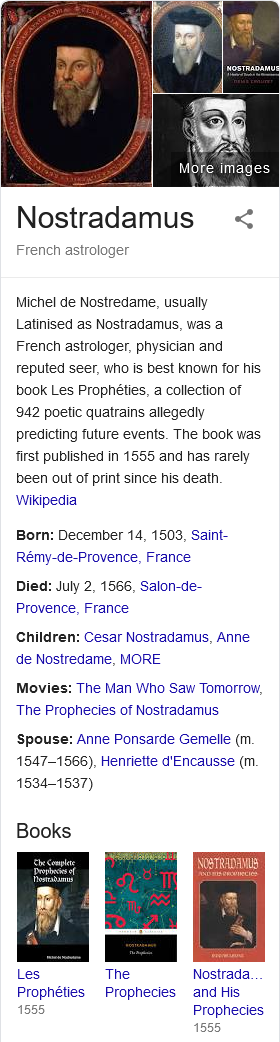 NOSTRADAMUS
More images
Nostradamus
French astrologer
Michel de Nostredame, usually
Latinised as Nostradamus, was a
French astrologer, physician and
reputed seer, who is best known for his
book Les Prophéties, a collection of
942 poetic quatrains allegedly
predicting future events. The book was
first published in 1555 and has rarely
been out of print since his death.
Wikipedia
Born: December 14, 1503, Saint-
Rémy-de-Provence, France
Died: July 2, 1566, Salon-de-
Provence, France
Children: Cesar Nostradamus, Anne
de Nostredame, MORE
Movies: The Man Who Saw Tomorrow,
The Prophecies of Nostradamus
Spouse: Anne Ponsarde Gemelle (m.
1547–1566), Henriette d'Encausse (m.
1534–1537)
Books
The Complete
Prophecies of
Nostradamus
NOSTRADAMUS
The Prophecies
NOSTRADAMUS
AND HIS PROPHECIES
Les
Prophéties
1555
The
Prophecies
Nostrada...
and His
Prophecies
1555